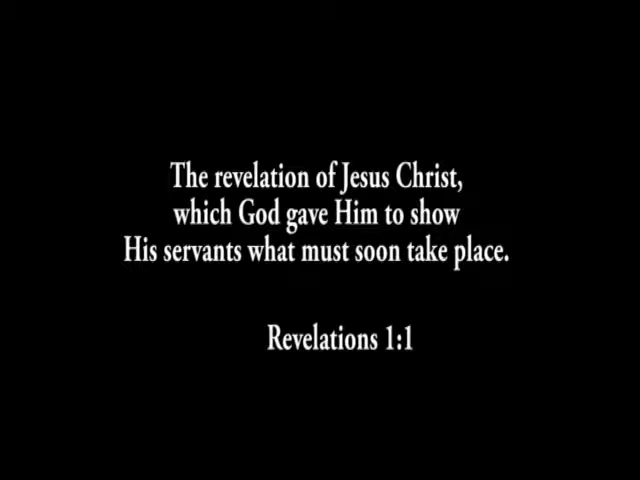 The revelation of Jesus Christ,
which God gave Him to show
His servants what must soon take place.
Revelations 1:1